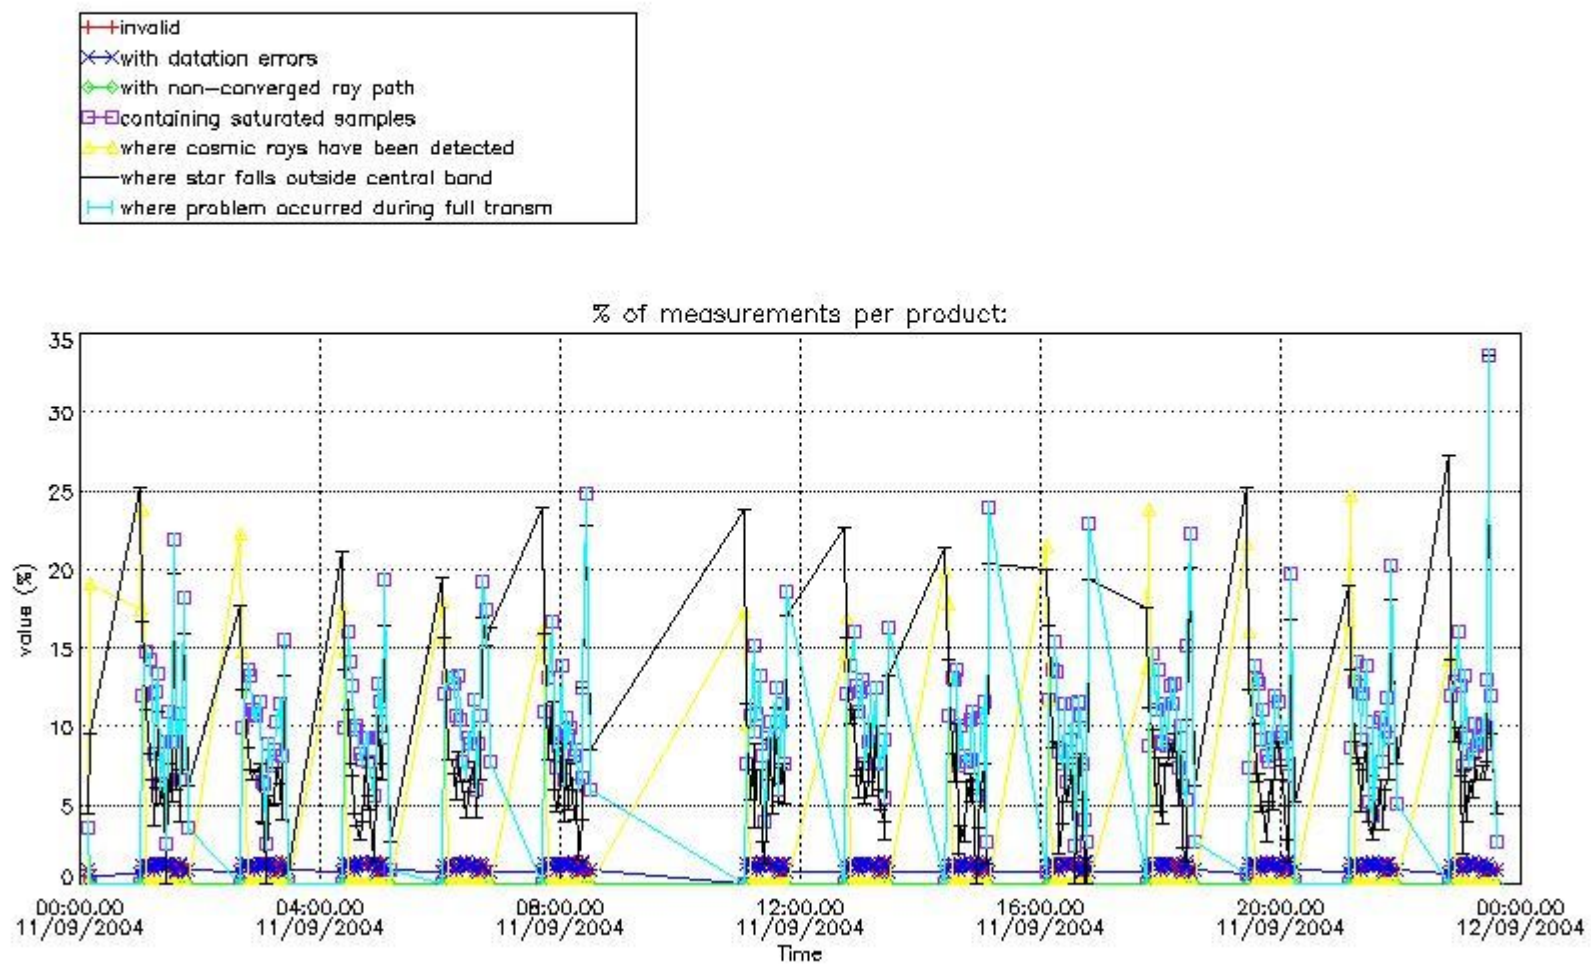 invalid
with datation errors
with non-converged ray path
containing saturated samples
where cosmic rays have been detected
where star falls outside central band
where problem occurred during full transm
% of measurements per product:
35
30
25
20
15
10
5
0
value (%)
00:00:00 04:00:00 08:00:00 12:00:00 16:00:00 20:00:00 00:00:00
11/09/2004 11/09/2004 11/09/2004 11/09/2004 11/09/2004 11/09/2004 12/09/2004
Time